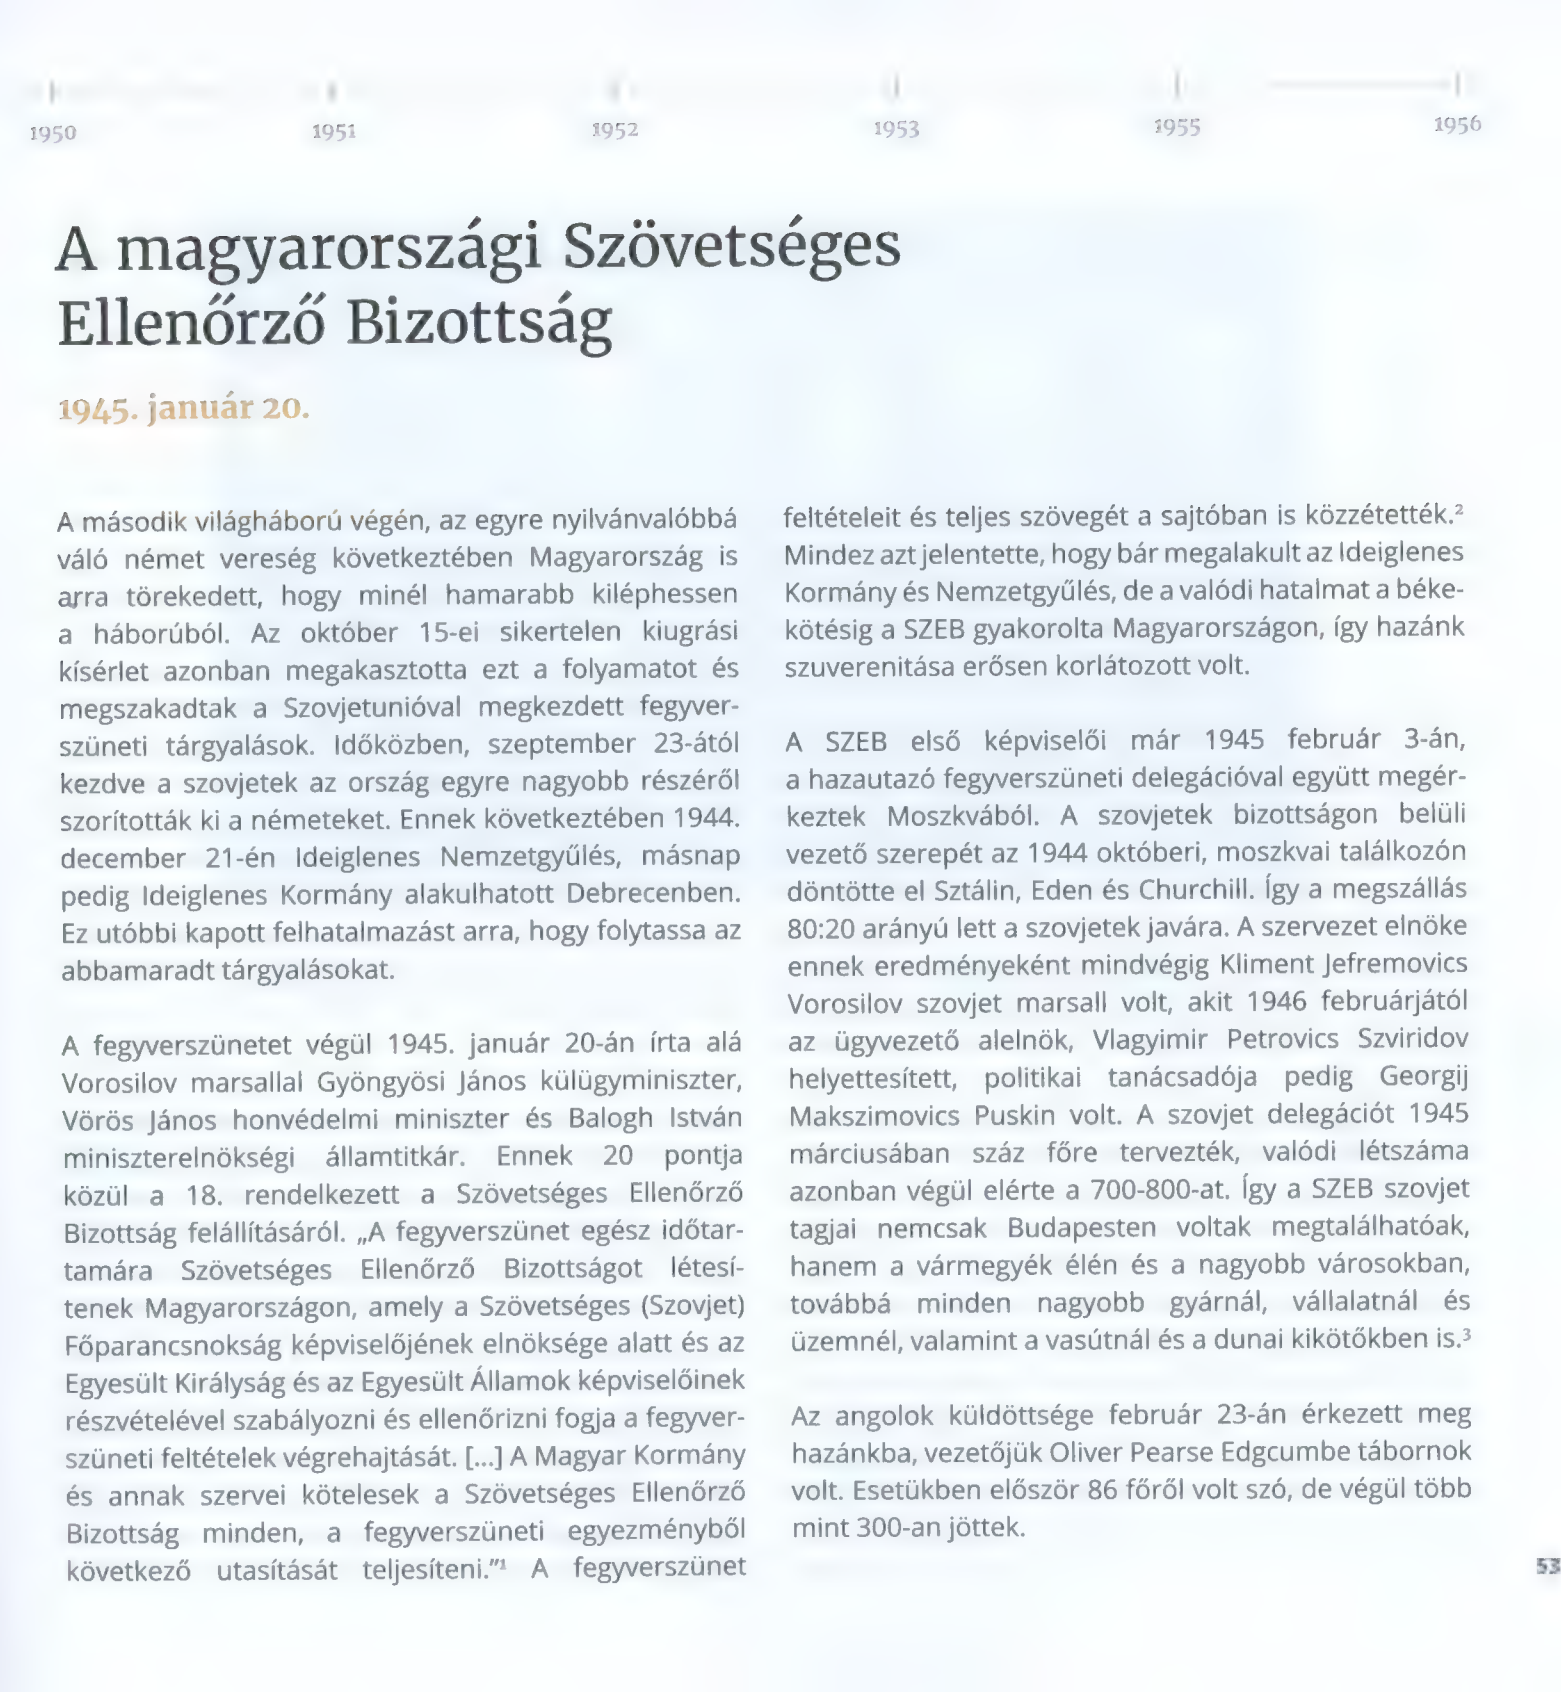 1950 1951 1952 1953 1955 1956
A magyarországi Szövetséges
Ellenőrző Bizottság
1945. január 20.
A második világháború végén, az egyre nyilvánvalóbbá
váló német vereség következtében Magyarország is
arra törekedett, hogy minél hamarabb kiléphessen
a háborúból. Az október 15-ei sikertelen kiugrási
kísérlet azonban megakasztotta ezt a folyamatot és
megszakadtak a Szovjetunióval megkezdett fegyver-
szüneti tárgyalások. Időközben, szeptember 23-ától
kezdve a szovjetek az ország egyre nagyobb részéről
szorították ki a németeket. Ennek következtében 1944.
december 21-én Ideiglenes Nemzetgyűlés, másnap
pedig Ideiglenes Kormány alakulhatott Debrecenben.
Ez utóbbi kapott felhatalmazást arra, hogy folytassa az
abbamaradt tárgyalásokat.
A fegyverszünetet végül 1945. január 20-án írta alá
Vorosilov marsallal Gyöngyösi János külügyminiszter,
Vörös János honvédelmi miniszter és Balogh István
miniszterelnökségi államtitkár. Ennek 20 pontja
közül a 18. rendelkezett a Szövetséges Ellenőrző
Bizottság felállításáról. „A fegyverszünet egész időtar-
tamára Szövetséges Ellenőrző Bizottságot létesí-
tenek Magyarországon, amely a Szövetséges (Szovjet)
Főparancsnokság képviselőjének elnöksége alatt és az
Egyesült Királyság és az Egyesült Államok képviselőinek
részvételével szabályozni és ellenőrizni fogja a fegyver-
szüneti feltételek végrehajtását. [...] A Magyar Kormány
és annak szervei kötelesek a Szövetséges Ellenőrző
Bizottság minden, a fegyverszüneti egyezményből
következő utasítását teljesíteni.”¹ A fegyverszünet
feltételeit és teljes szövegét a sajtóban is közzétették.²
Mindez azt jelentette, hogy bár megalakult az Ideiglenes
Kormány és Nemzetgyűlés, de a valódi hatalmat a béke-
kötésig a SZEB gyakorolta Magyarországon, így hazánk
szuverenitása erősen korlátozott volt.
A SZEB első képviselői már 1945 február 3-án,
a hazautazó fegyverszüneti delegációval együtt megér-
keztek Moszkvából. A szovjetek bizottságon belüli
vezető szerepét az 1944 októberi, moszkvai találkozón
döntötte el Sztálin, Eden és Churchill. Így a megszállás
80:20 arányú lett a szovjetek javára. A szervezet elnöke
ennek eredményeként mindvégig Kliment Jefremovics
Vorosilov szovjet marsall volt, akit 1946 februárjától
az ügyvezető alelnök, Vlagyimir Petrovics Szviridov
helyettesített, politikai tanácsadója pedig Georgij
Makszimovics Puskin volt. A szovjet delegációt 1945
márciusában száz főre tervezték, valódi létszáma
azonban végül elérte a 700-800-at. Így a SZEB szovjet
tagjai nemcsak Budapesten voltak megtalálhatóak,
hanem a vármegyék élén és a nagyobb városokban,
továbbá minden nagyobb gyárnál, vállalatnál és
üzemnél, valamint a vasútnál és a dunai kikötőkben is.³
Az angolok küldöttsége február 23-án érkezett meg
hazánkba, vezetőjük Oliver Pearse Edgcumbe tábornok
volt. Esetükben először 86 főről volt szó, de végül több
mint 300-an jöttek.
53